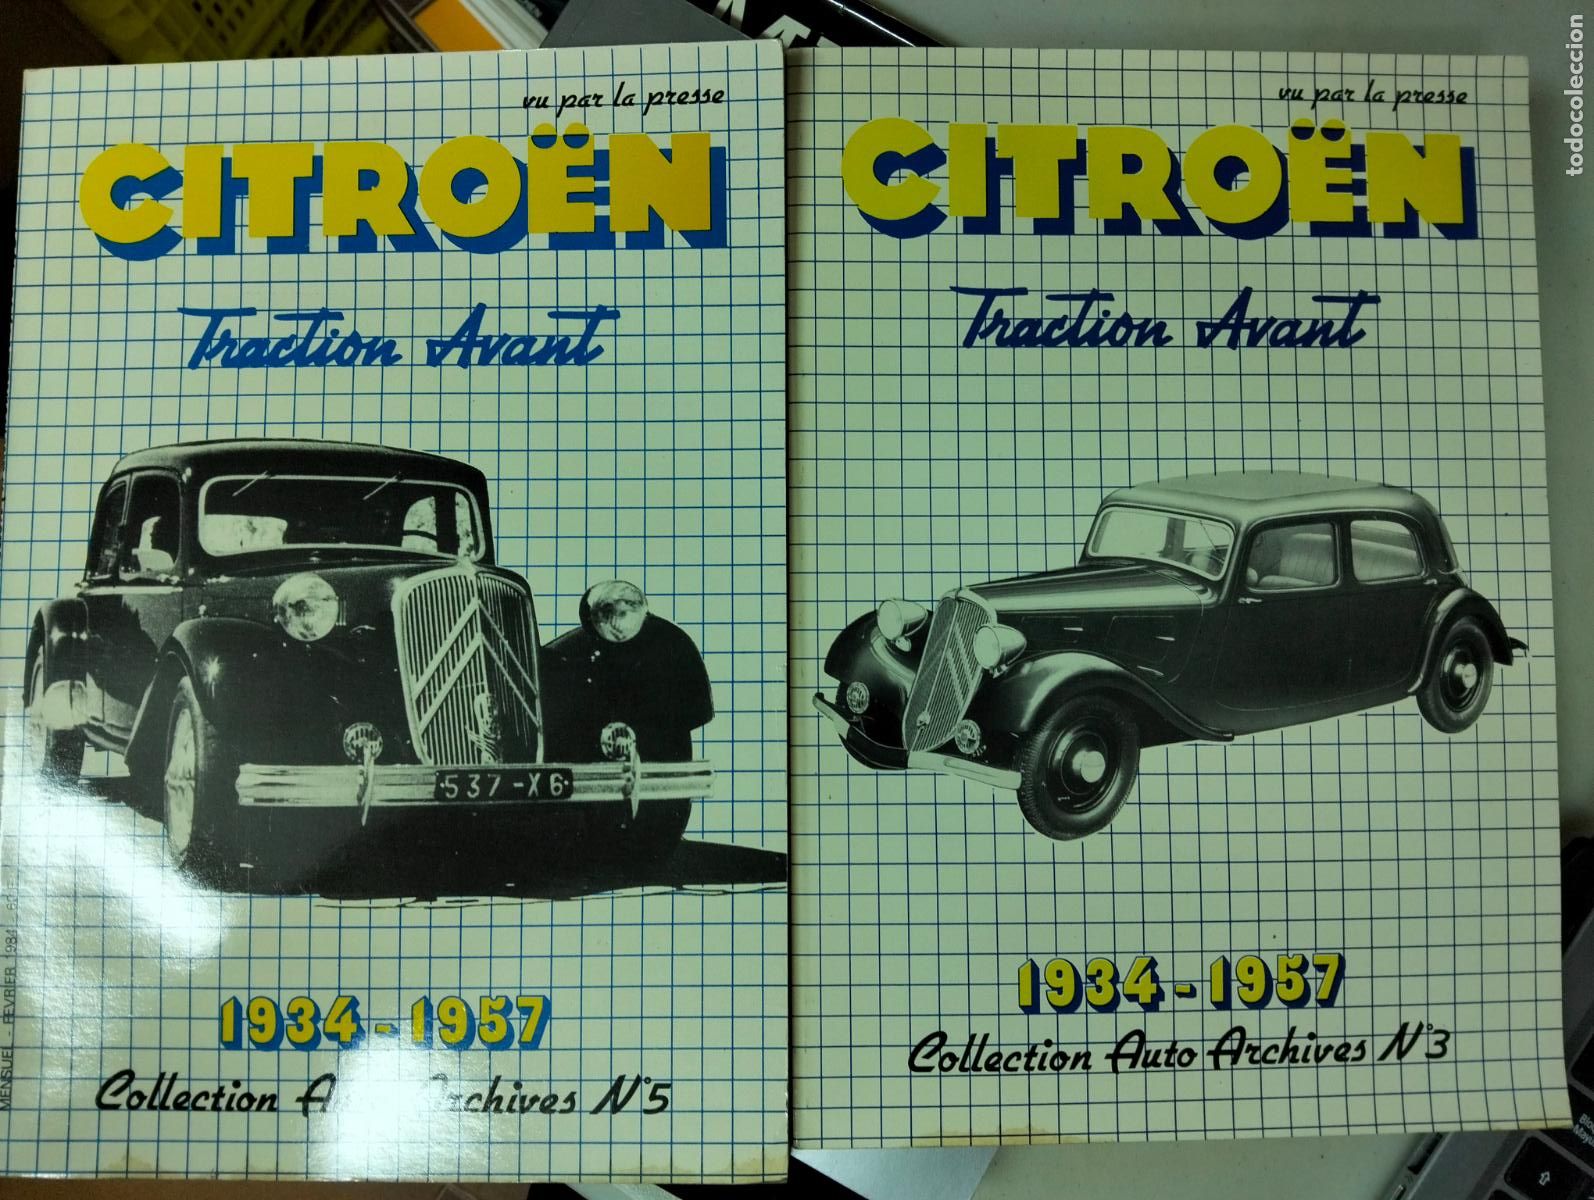 vu par la presse
CITROËN
Traction Avant
537-X6
1934-1957
Collection Auto Archives N°5
MENSUEL - FEVRIER 1984
vu par la presse
CITROËN
Traction Avant
1934-1957
Collection Auto Archives N°3
todocoleccion